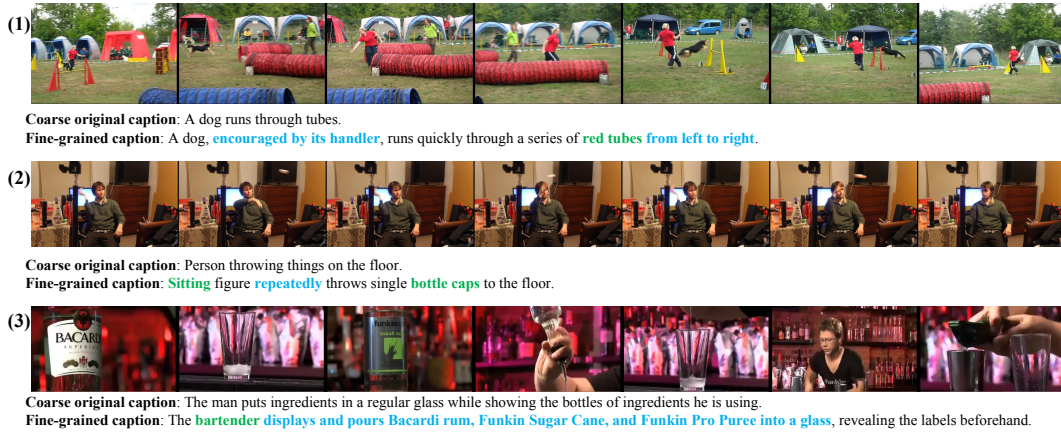 (1)
Coarse original caption: A dog runs through tubes.
Fine-grained caption: A dog, encouraged by its handler, runs quickly through a series of red tubes from left to right.
(2)
Coarse original caption: Person throwing things on the floor.
Fine-grained caption: Sitting figure repeatedly throws single bottle caps to the floor.
(3)
BACARDI
SUPERIOR
funkin
Coarse original caption: The man puts ingredients in a regular glass while showing the bottles of ingredients he is using.
Fine-grained caption: The bartender displays and pours Bacardi rum, Funkin Sugar Cane, and Funkin Pro Puree into a glass, revealing the labels beforehand.